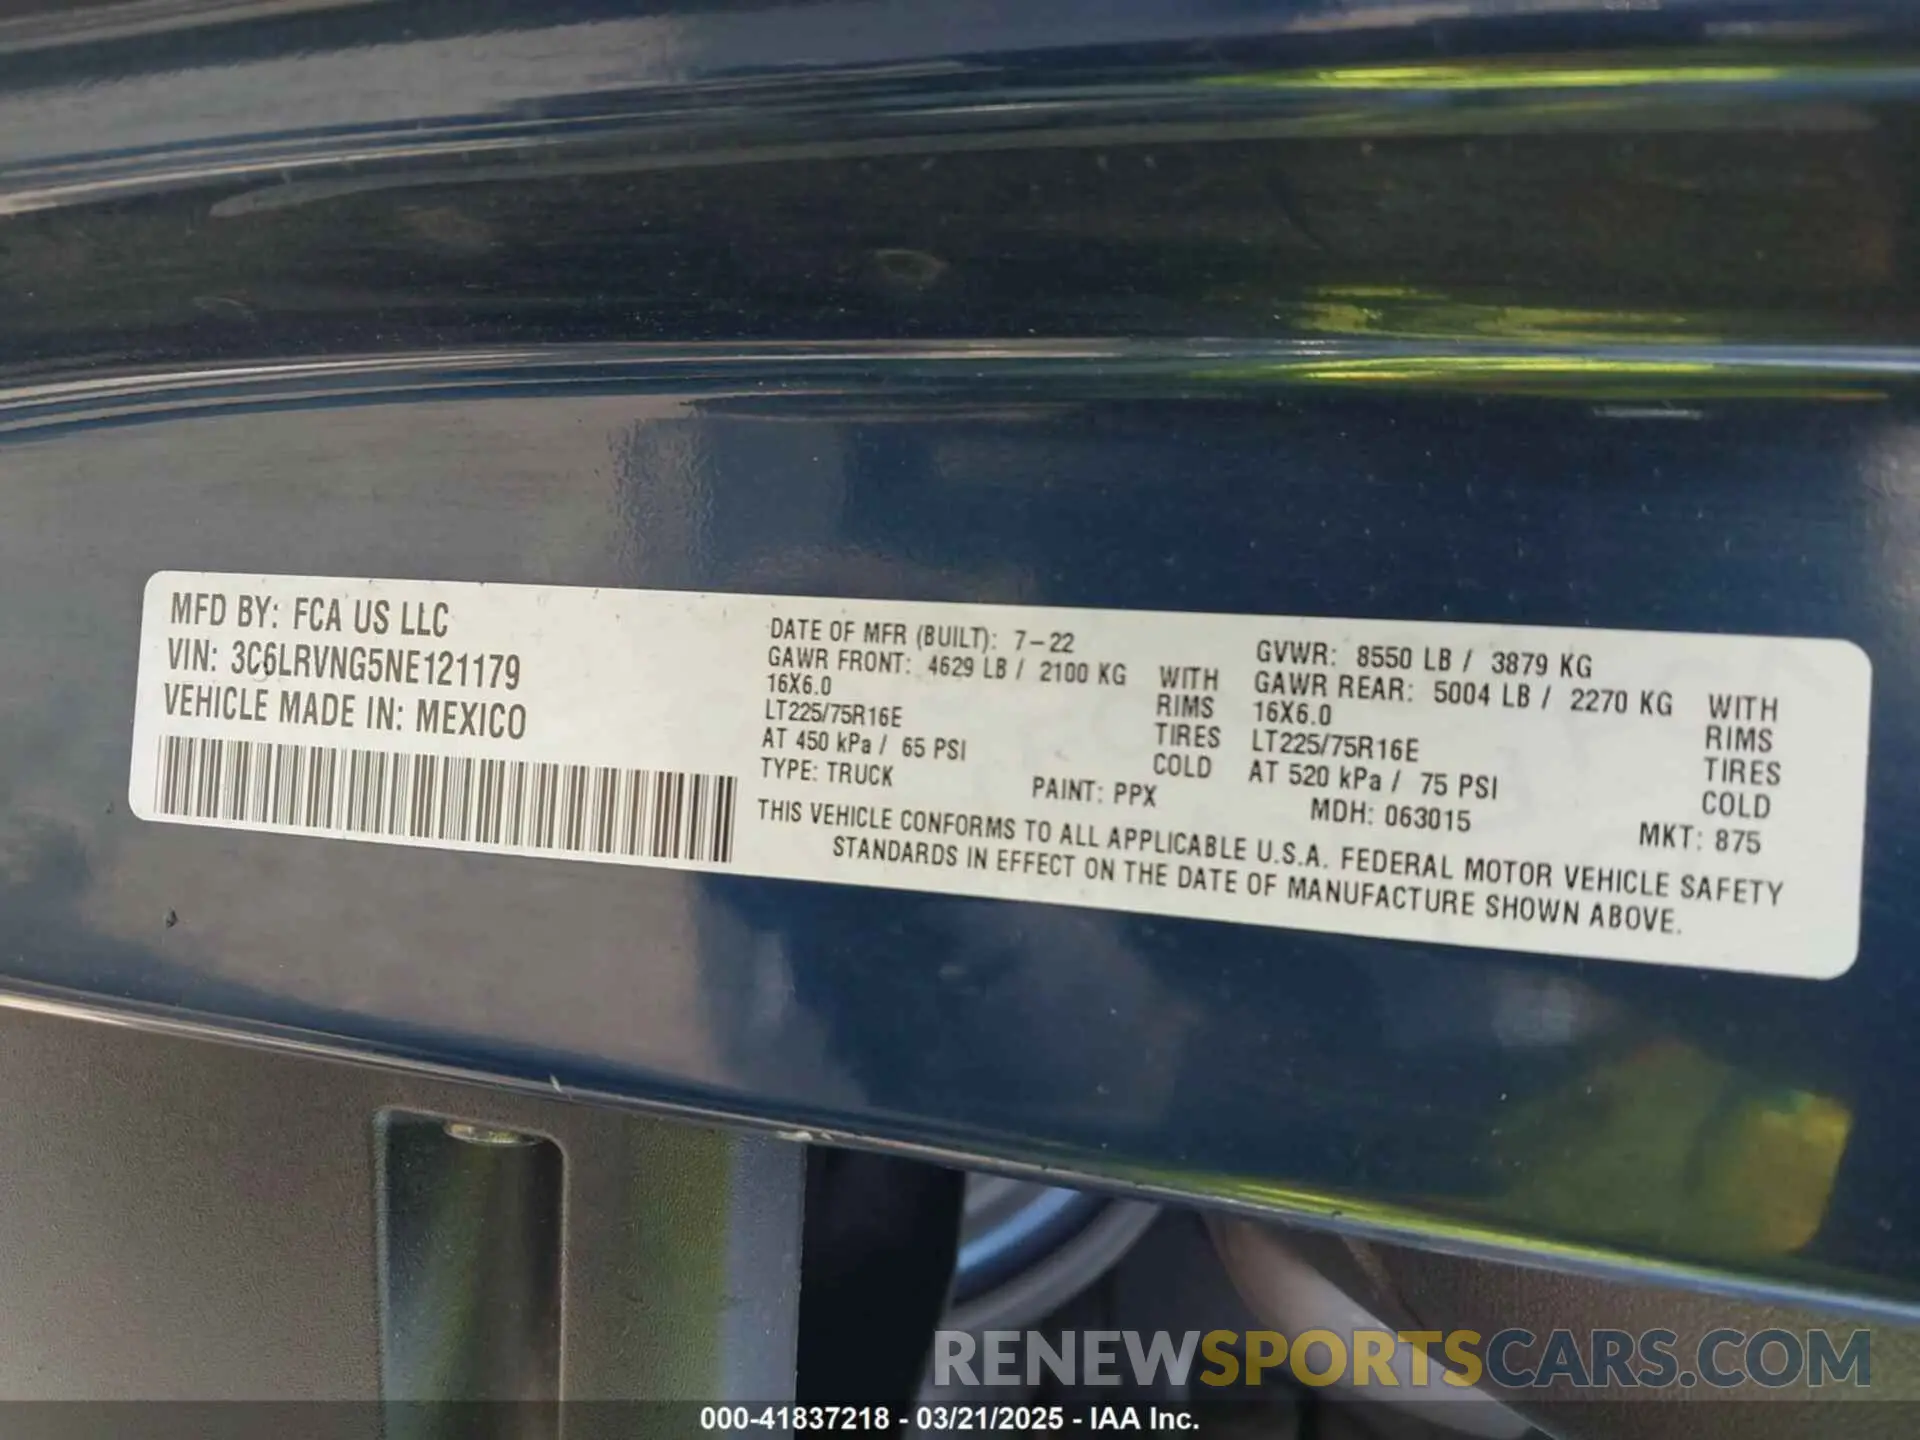 MFD BY: FCA US LLC
VIN: 3C6LRVNG5NE121179
VEHICLE MADE IN: MEXICO
DATE OF MFR (BUILT): 7-22
GAWR FRONT: 4629 LB / 2100 KG WITH
16X6.0 RIMS
LT225/75R16E TIRES
AT 450 kPa / 65 PSI COLD
TYPE: TRUCK
PAINT: PPX
GVWR: 8550 LB / 3879 KG
GAWR REAR: 5004 LB / 2270 KG WITH
16X6.0 RIMS
LT225/75R16E TIRES
AT 520 kPa / 75 PSI COLD
MDH: 063015
MKT: 875
THIS VEHICLE CONFORMS TO ALL APPLICABLE U.S.A. FEDERAL MOTOR VEHICLE SAFETY
STANDARDS IN EFFECT ON THE DATE OF MANUFACTURE SHOWN ABOVE.
RENEWSPORTSCARS.COM
000-41837218 - 03/21/2025 - IAA Inc.